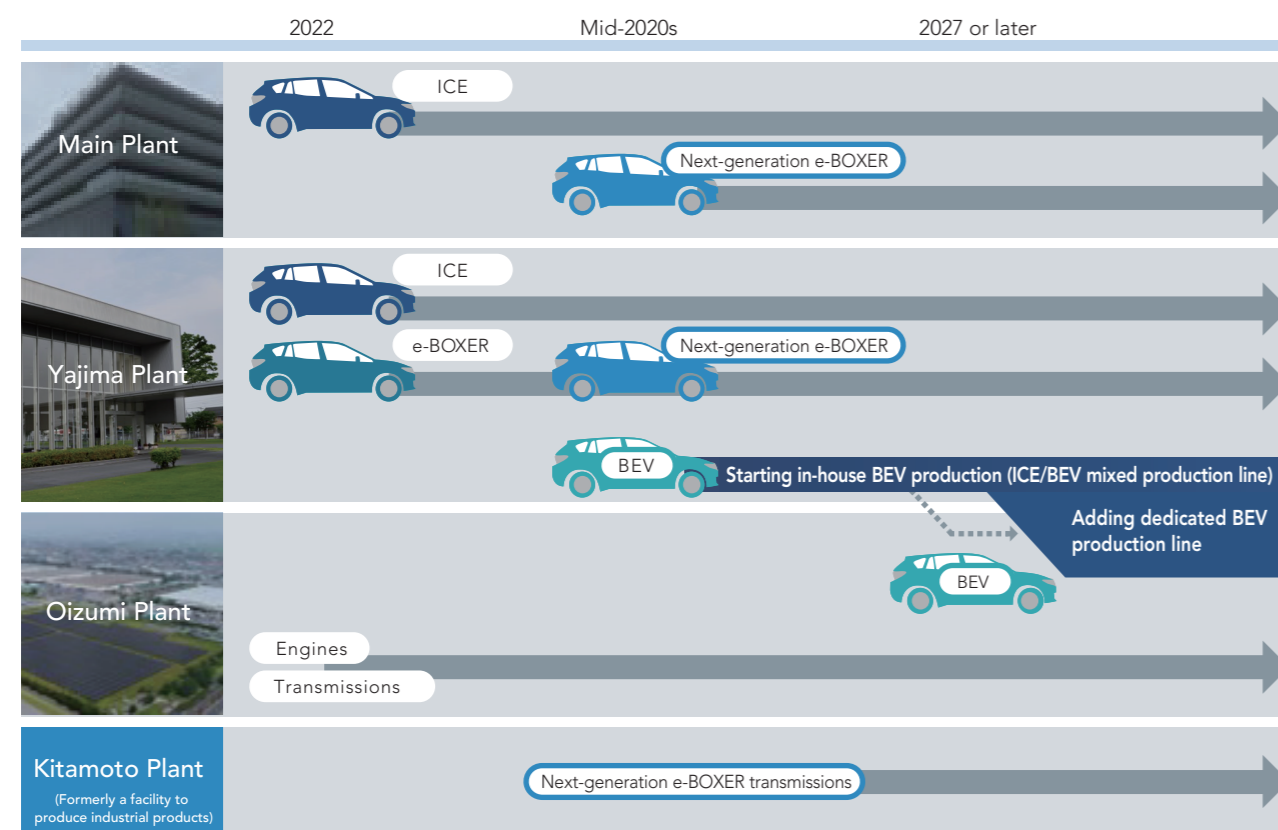 2022
Mid-2020s
2027 or later
Main Plant
ICE
Next-generation e-BOXER
Yajima Plant
ICE
e-BOXER
Next-generation e-BOXER
BEV
Starting in-house BEV production (ICE/BEV mixed production line)
Adding dedicated BEV
production line
Oizumi Plant
BEV
Engines
Transmissions
Kitamoto Plant
(Formerly a facility to
produce industrial products)
Next-generation e-BOXER transmissions